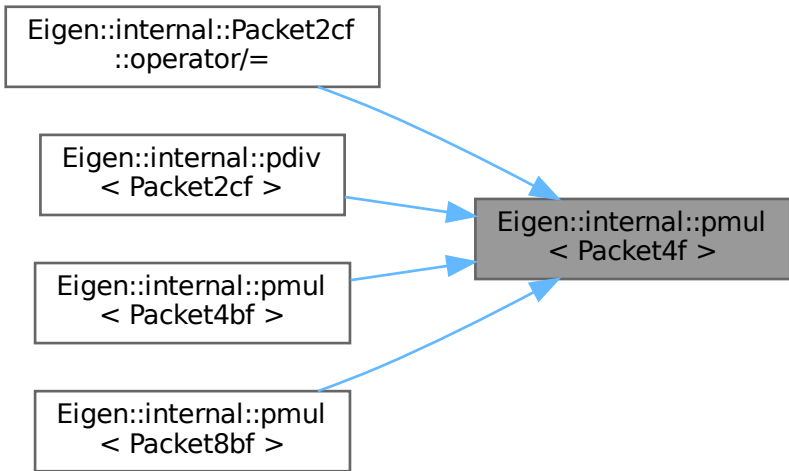 Eigen::internal::Packet2cf
::operator/=
Eigen::internal::pdiv
< Packet2cf >
Eigen::internal::pmul
< Packet4f >
Eigen::internal::pmul
< Packet4bf >
Eigen::internal::pmul
< Packet8bf >